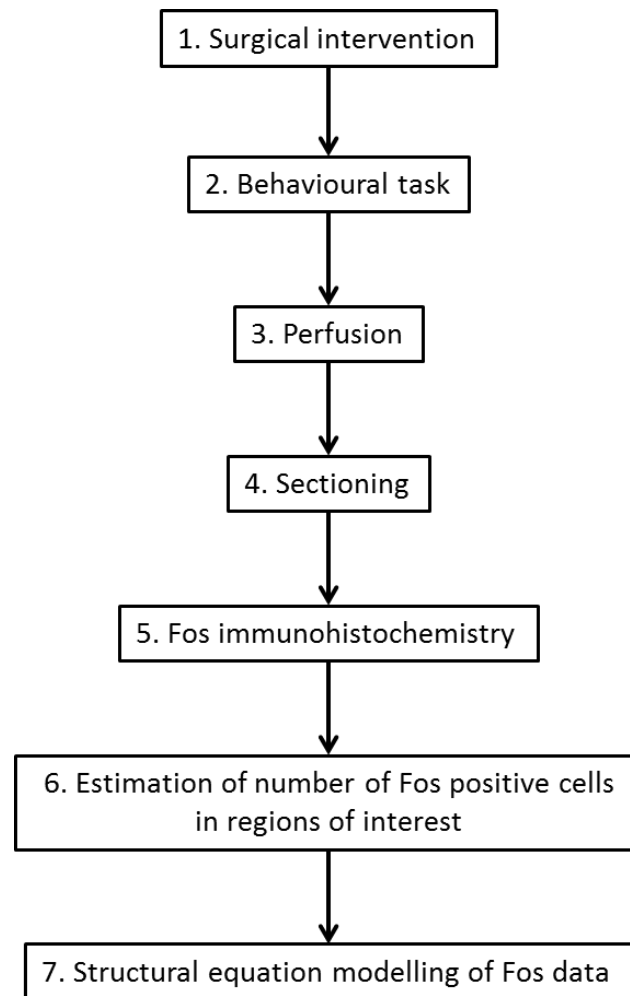 1. Surgical intervention
2. Behavioural task
3. Perfusion
4. Sectioning
5. Fos immunohistochemistry
6. Estimation of number of Fos positive cells
in regions of interest
7. Structural equation modelling of Fos data